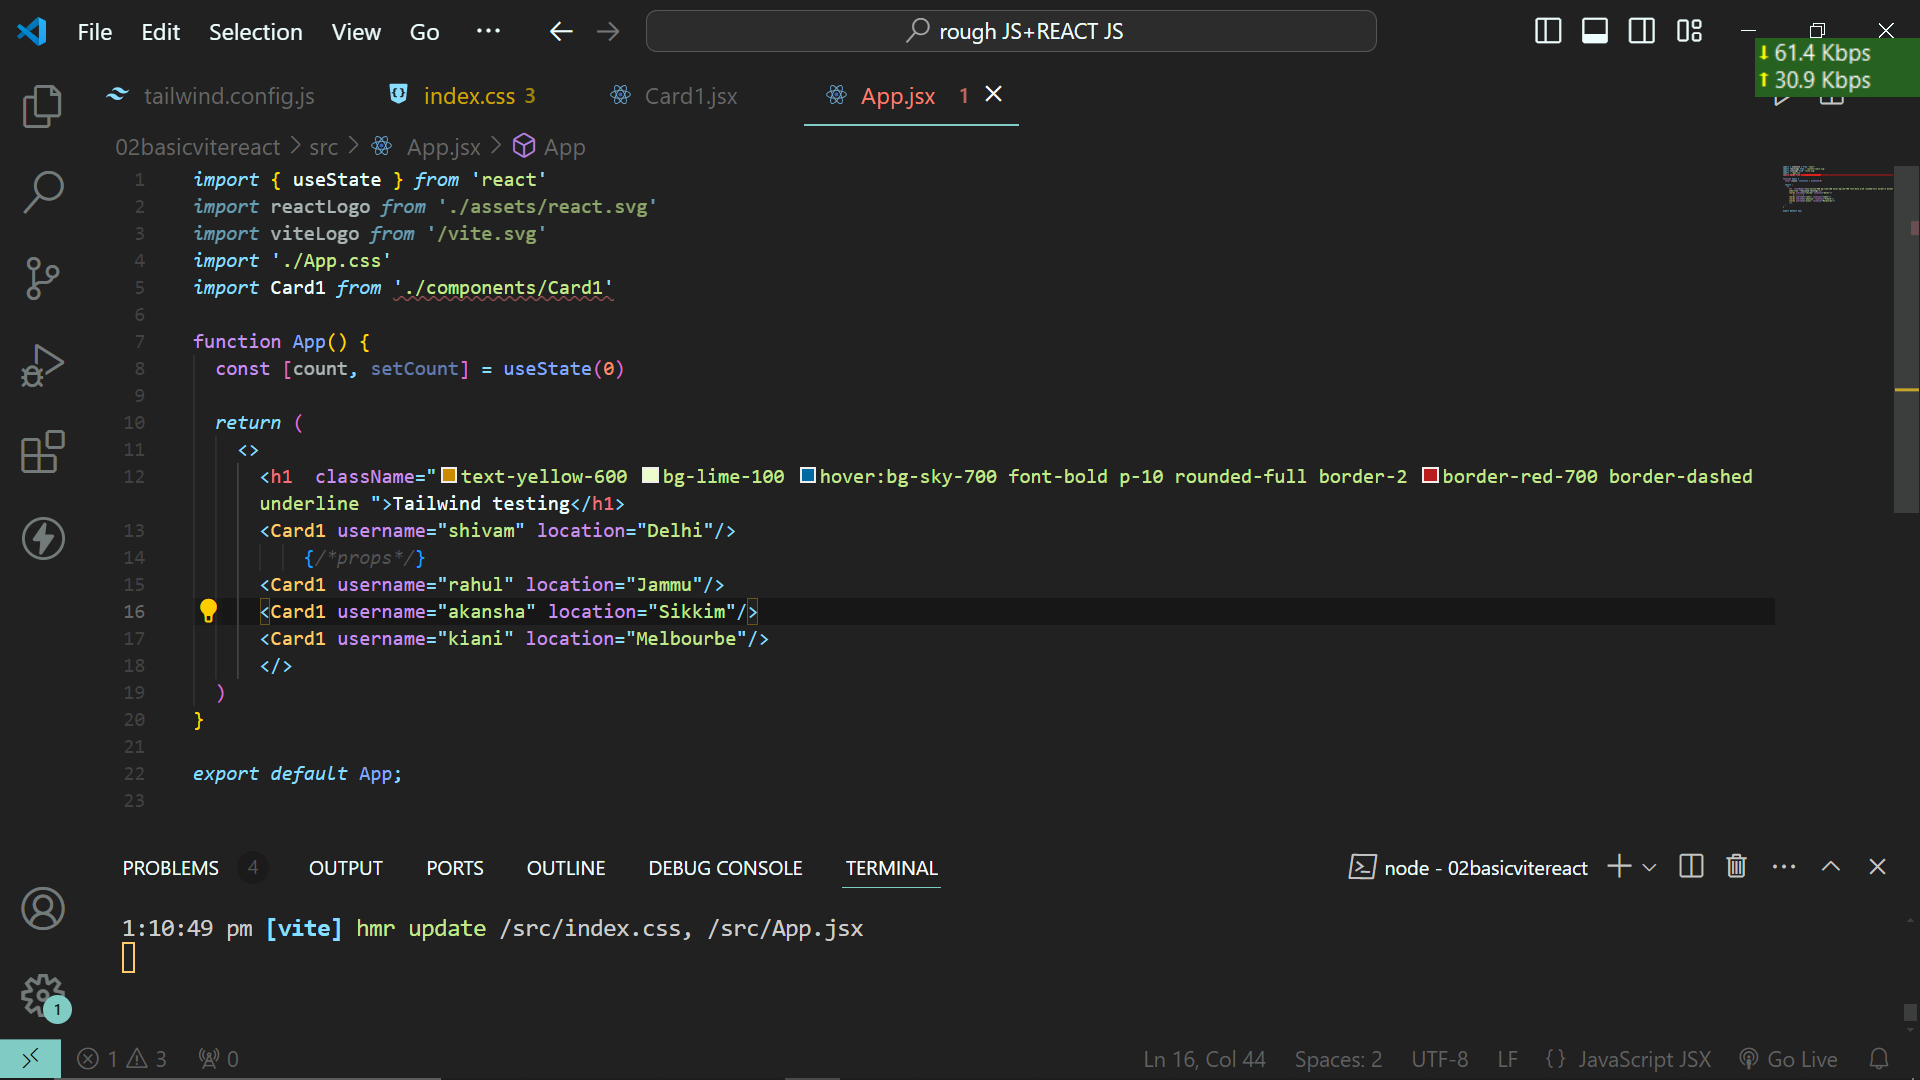 File Edit Selection View Go ··· rough JS+REACT JS
↓ 61.4 Kbps
↑ 30.9 Kbps
tailwind.config.js index.css 3 Card1.jsx App.jsx 1
02basicvitereact > src > App.jsx > App
1 import { useState } from 'react'
2 import reactLogo from './assets/react.svg'
3 import viteLogo from '/vite.svg'
4 import './App.css'
5 import Card1 from './components/Card1'
6
7 function App() {
8 const [count, setCount] = useState(0)
9
10 return (
11 <>
12 <h1  className="text-yellow-600 bg-lime-100 hover:bg-sky-700 font-bold p-10 rounded-full border-2 border-red-700 border-dashed
underline ">Tailwind testing</h1>
13 <Card1 username="shivam" location="Delhi"/>
14 {/*props*/}
15 <Card1 username="rahul" location="Jammu"/>
16 <Card1 username="akansha" location="Sikkim"/>
17 <Card1 username="kiani" location="Melbourbe"/>
18 </>
19 )
20 }
21
22 export default App;
23
PROBLEMS 4 OUTPUT PORTS OUTLINE DEBUG CONSOLE TERMINAL node - 02basicvitereact
1:10:49 pm [vite] hmr update /src/index.css, /src/App.jsx
1
1 3 0 Ln 16, Col 44 Spaces: 2 UTF-8 LF {} JavaScript JSX Go Live